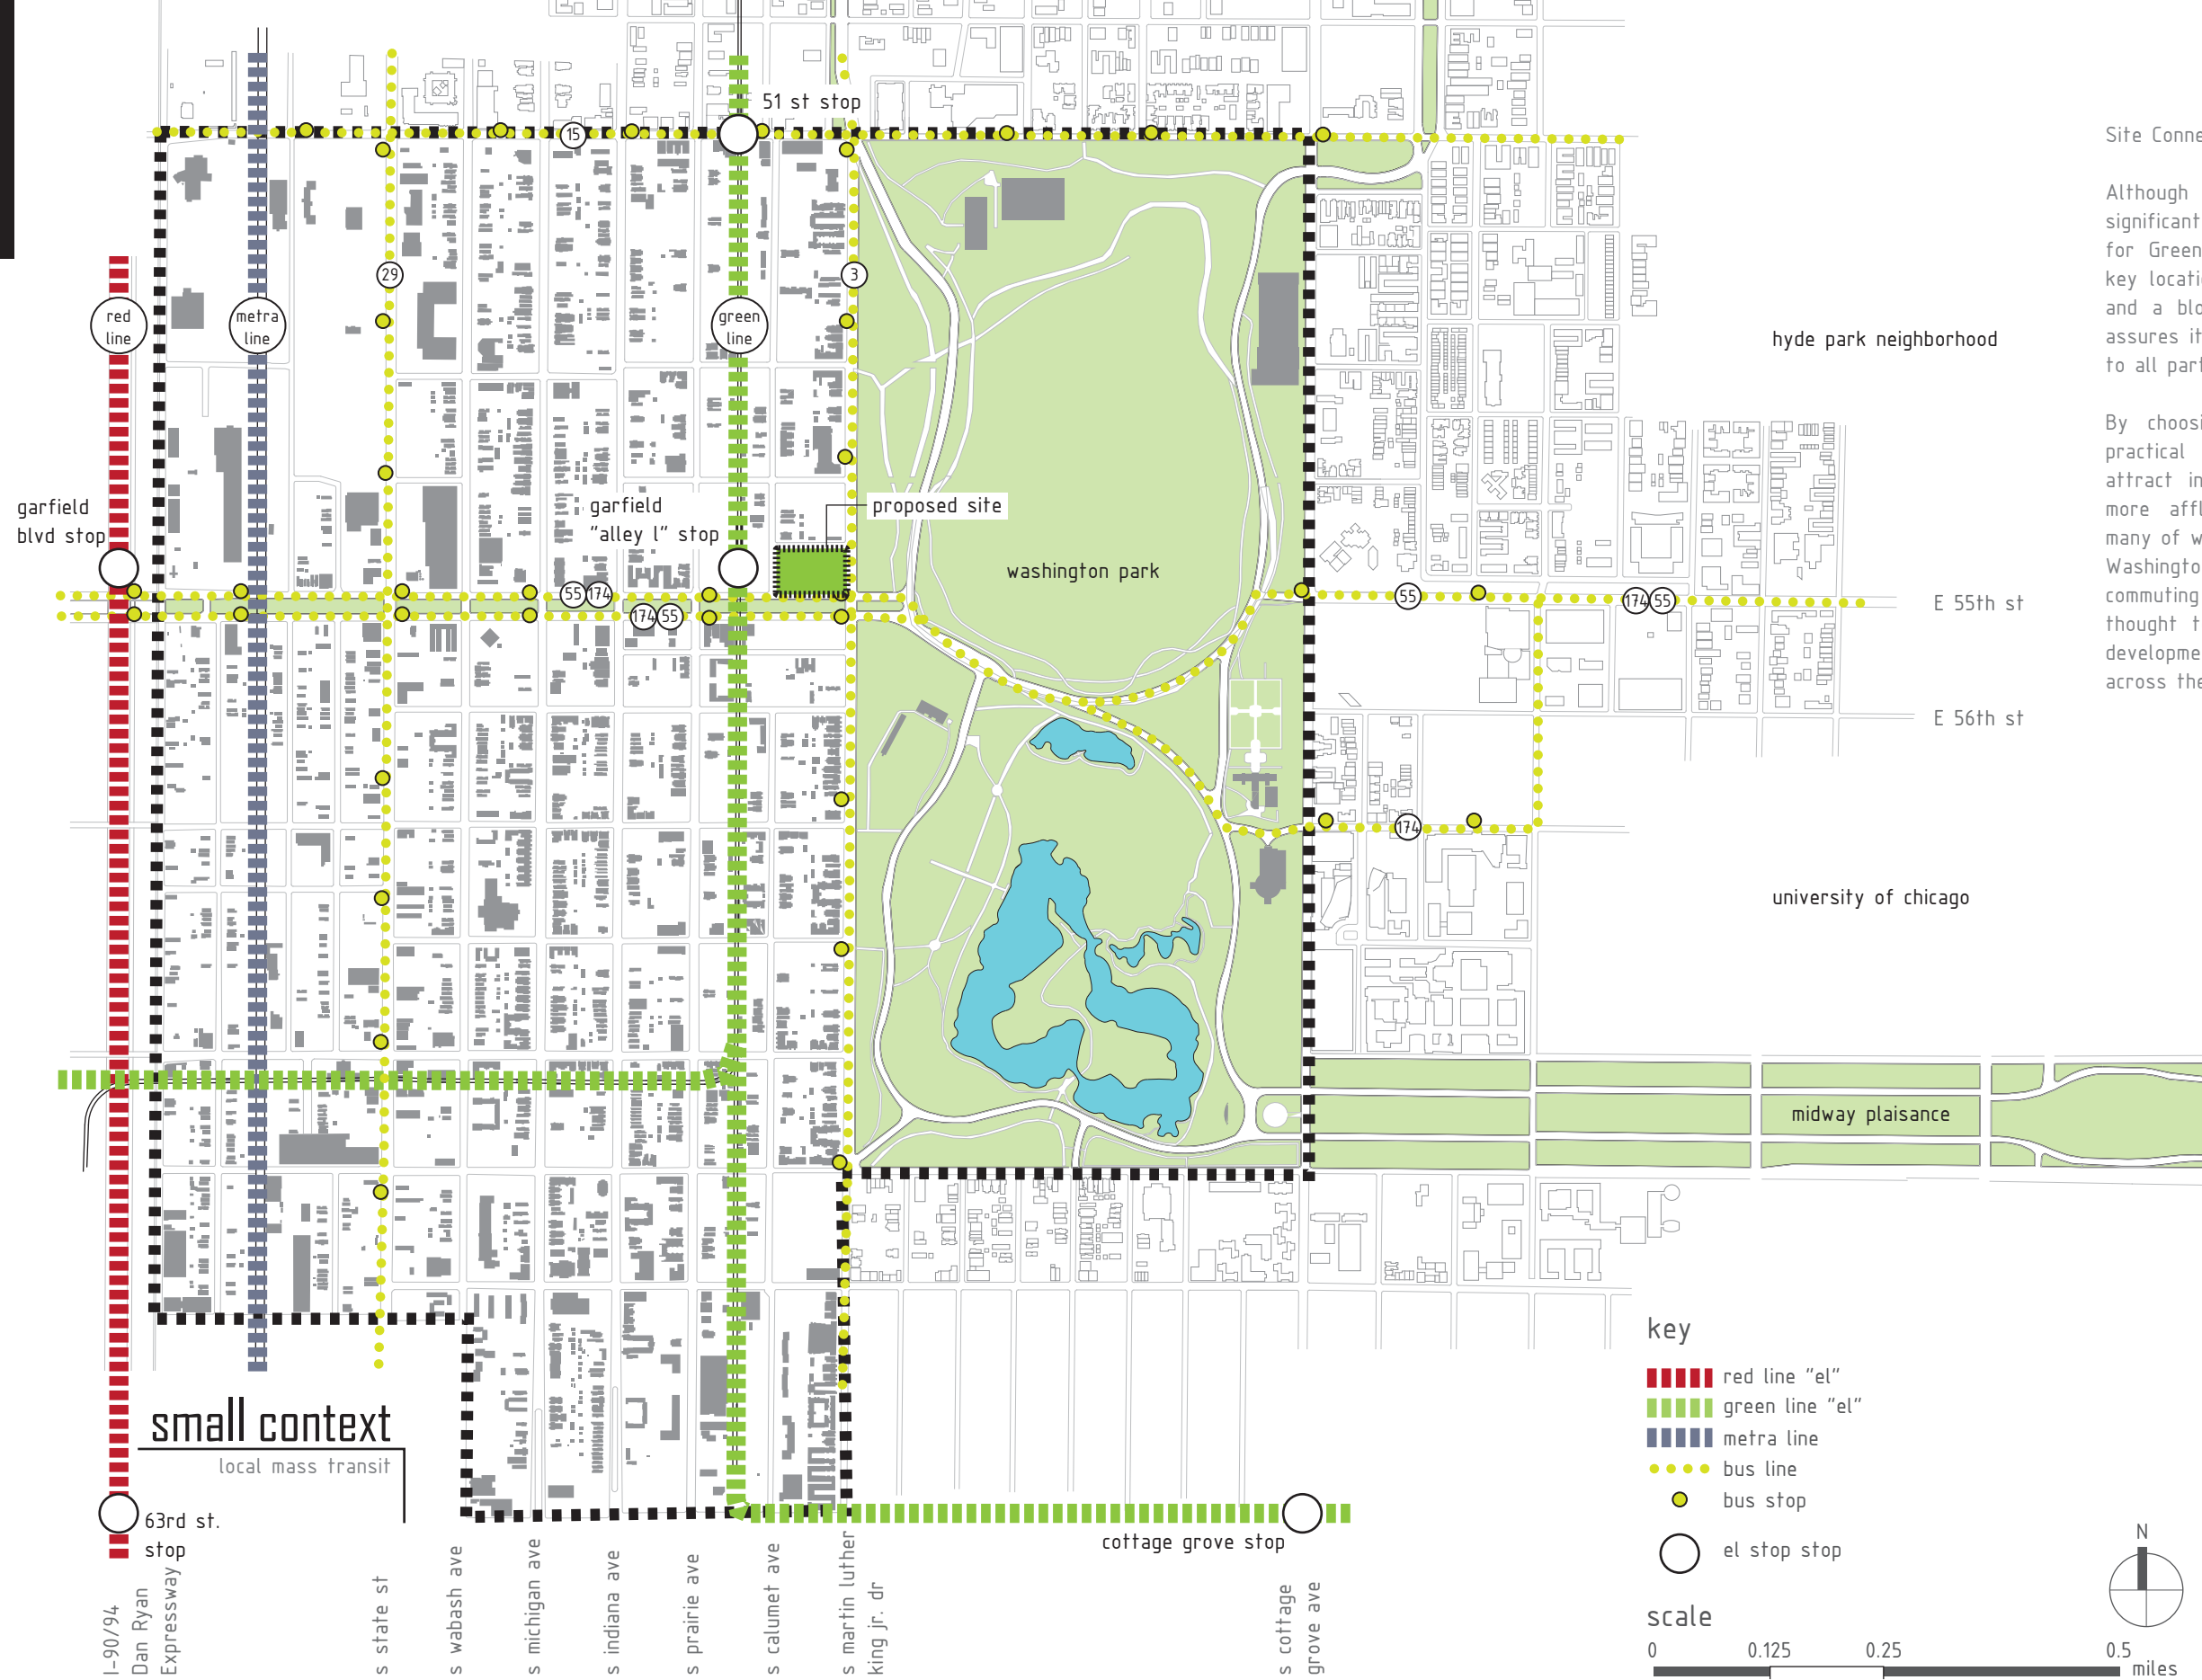 51 st stop
15
29
3
red
line
metra
line
green
line
garfield
blvd stop
garfield
"alley l" stop
proposed site
washington park
hyde park neighborhood
55
174
174
55
55
174
55
E 55th st
E 56th st
174
university of chicago
midway plaisance
small context
local mass transit
63rd st.
stop
cottage grove stop
I-90/94
Dan Ryan
Expressway
s state st
s wabash ave
s michigan ave
s indiana ave
s prairie ave
s calumet ave
s martin luther
king jr. dr
s cottage
grove ave
key
red line "el"
green line "el"
metra line
bus line
bus stop
el stop stop
scale
0 0.125 0.25 0.5
miles
N
Site Conne
Although
significant
for Green
key locati
and a blo
assures it
to all part
By choosi
practical
attract in
more affl
many of w
Washingto
commuting
thought t
developme
across the